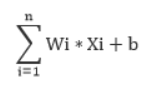 n
∑ Wi * Xi + b
i=1